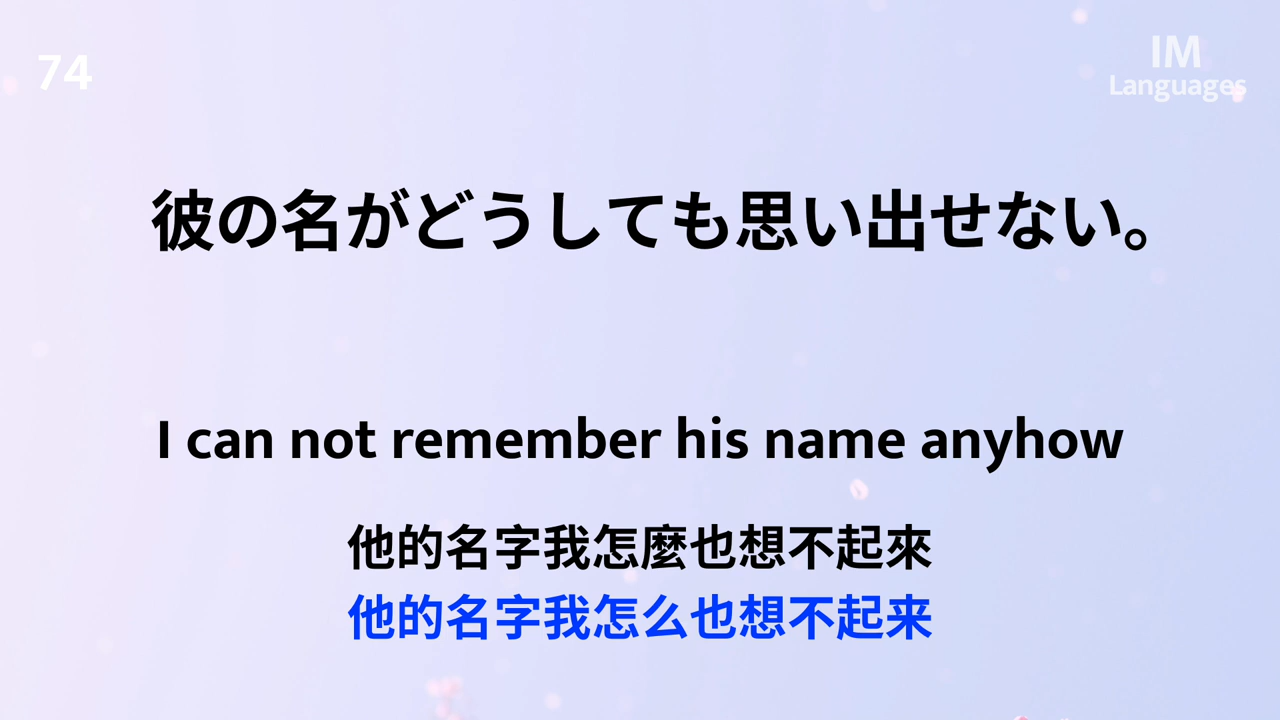 74
IM
Languages
彼の名がどうしても思い出せない。
I can not remember his name anyhow
他的名字我怎麼也想不起來
他的名字我怎么也想不起来